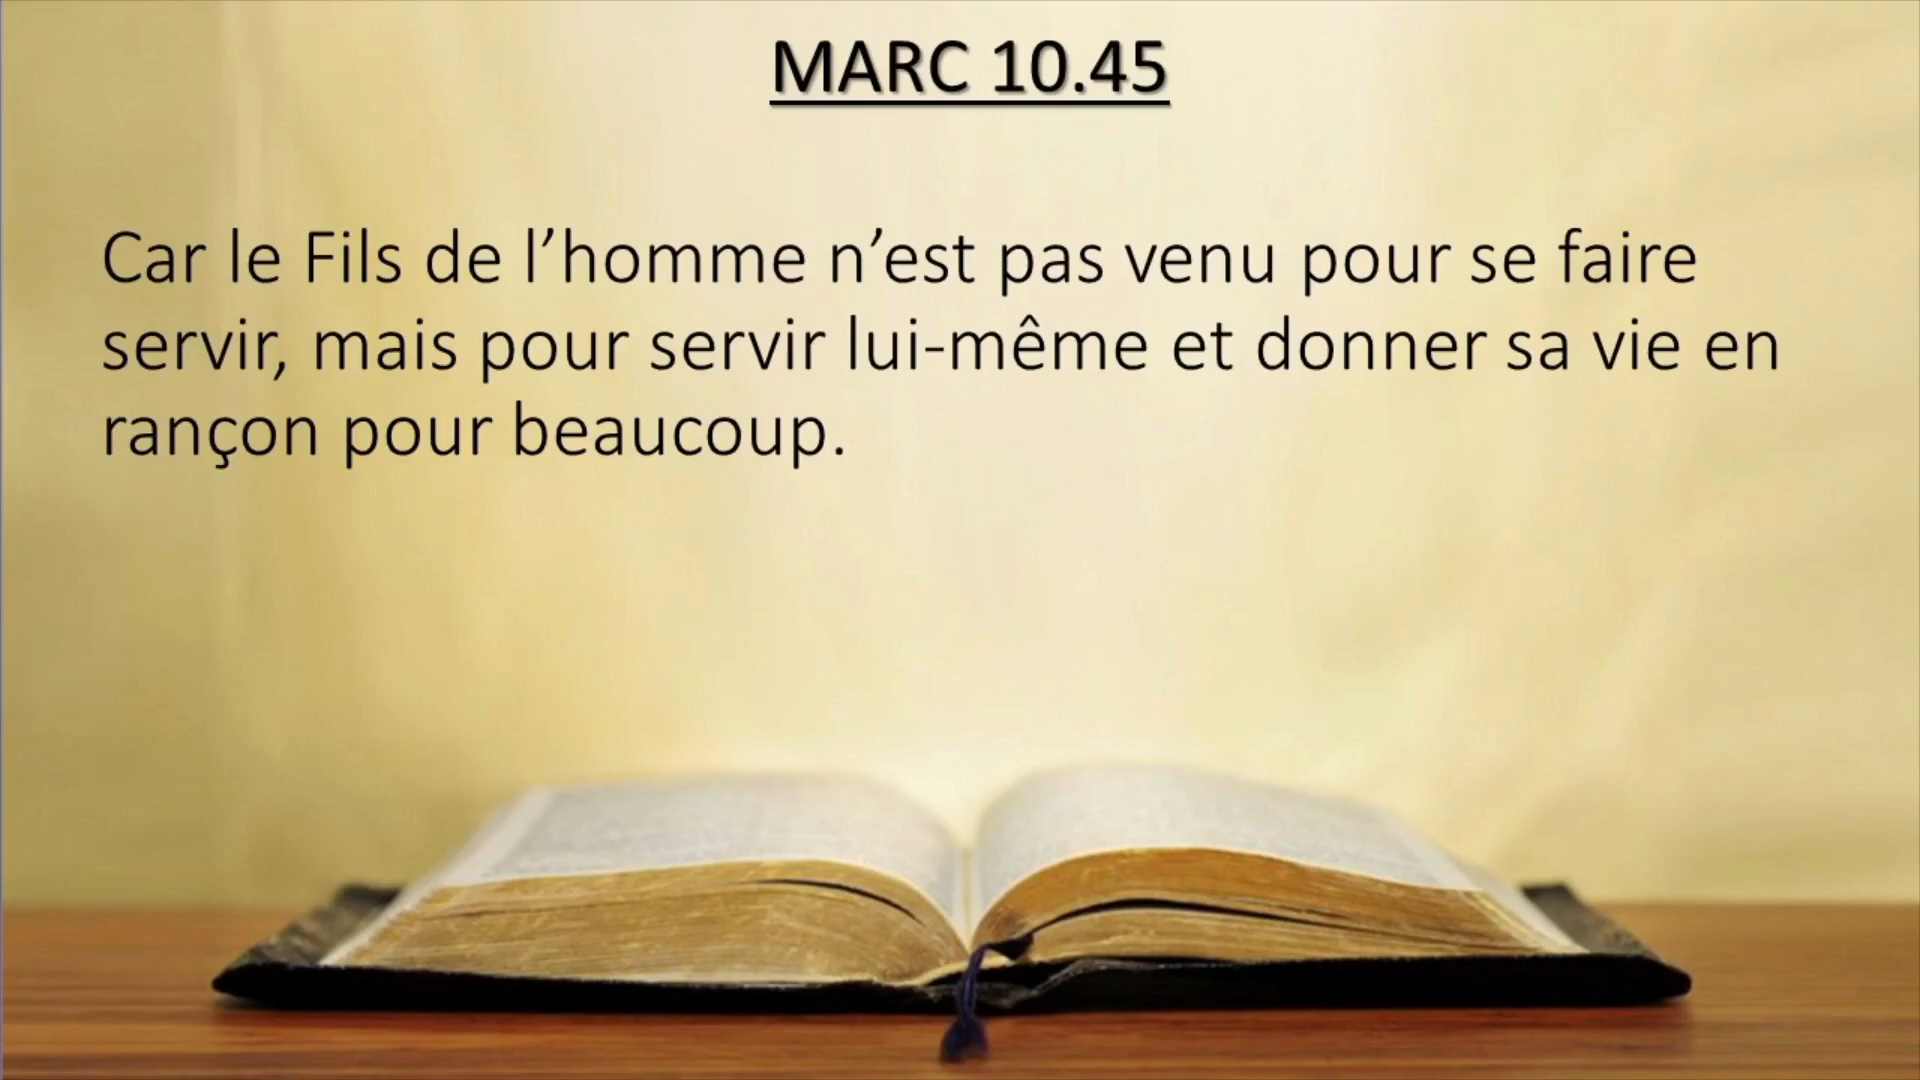 MARC 10.45
Car le Fils de l’homme n’est pas venu pour se faire
servir, mais pour servir lui-même et donner sa vie en
rançon pour beaucoup.